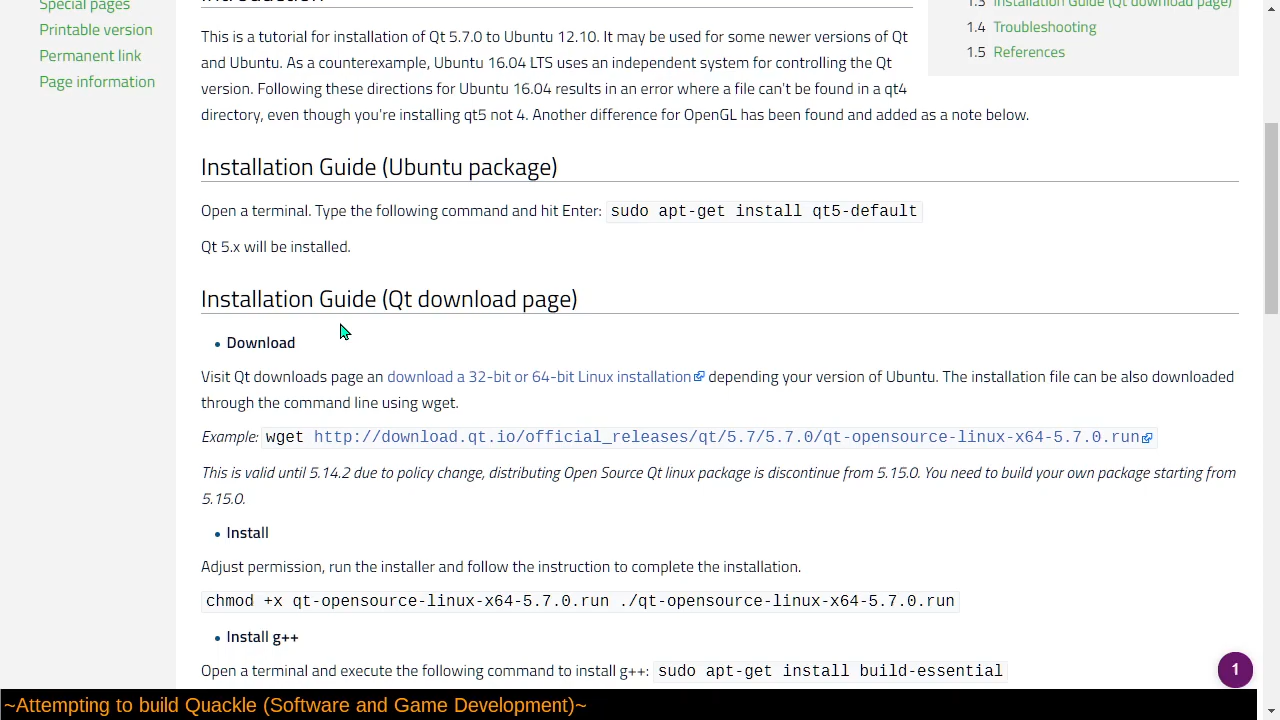 Special pages
Printable version
Permanent link
Page information
Introduction
1.3 Installation Guide (Qt download page)
1.4 Troubleshooting
1.5 References
This is a tutorial for installation of Qt 5.7.0 to Ubuntu 12.10. It may be used for some newer versions of Qt
and Ubuntu. As a counterexample, Ubuntu 16.04 LTS uses an independent system for controlling the Qt
version. Following these directions for Ubuntu 16.04 results in an error where a file can't be found in a qt4
directory, even though you're installing qt5 not 4. Another difference for OpenGL has been found and added as a note below.
Installation Guide (Ubuntu package)
Open a terminal. Type the following command and hit Enter: sudo apt-get install qt5-default
Qt 5.x will be installed.
Installation Guide (Qt download page)
• Download
Visit Qt downloads page an download a 32-bit or 64-bit Linux installation depending your version of Ubuntu. The installation file can be also downloaded
through the command line using wget.
Example: wget http://download.qt.io/official_releases/qt/5.7/5.7.0/qt-opensource-linux-x64-5.7.0.run
This is valid until 5.14.2 due to policy change, distributing Open Source Qt linux package is discontinue from 5.15.0. You need to build your own package starting from
5.15.0.
• Install
Adjust permission, run the installer and follow the instruction to complete the installation.
chmod +x qt-opensource-linux-x64-5.7.0.run ./qt-opensource-linux-x64-5.7.0.run
• Install g++
Open a terminal and execute the following command to install g++: sudo apt-get install build-essential
1
~Attempting to build Quackle (Software and Game Development)~